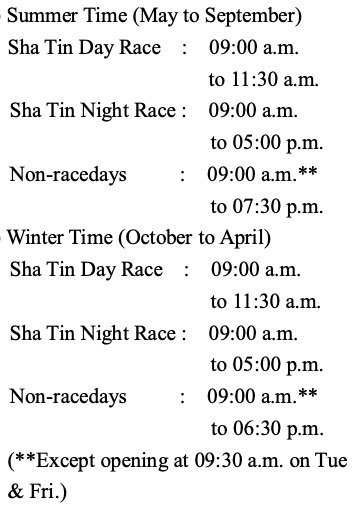 Summer Time (May to September)
Sha Tin Day Race : 09:00 a.m.
to 11:30 a.m.
Sha Tin Night Race : 09:00 a.m.
to 05:00 p.m.
Non-racedays : 09:00 a.m.**
to 07:30 p.m.
Winter Time (October to April)
Sha Tin Day Race : 09:00 a.m.
to 11:30 a.m.
Sha Tin Night Race : 09:00 a.m.
to 05:00 p.m.
Non-racedays : 09:00 a.m.**
to 06:30 p.m.
(**Except opening at 09:30 a.m. on Tue
& Fri.)